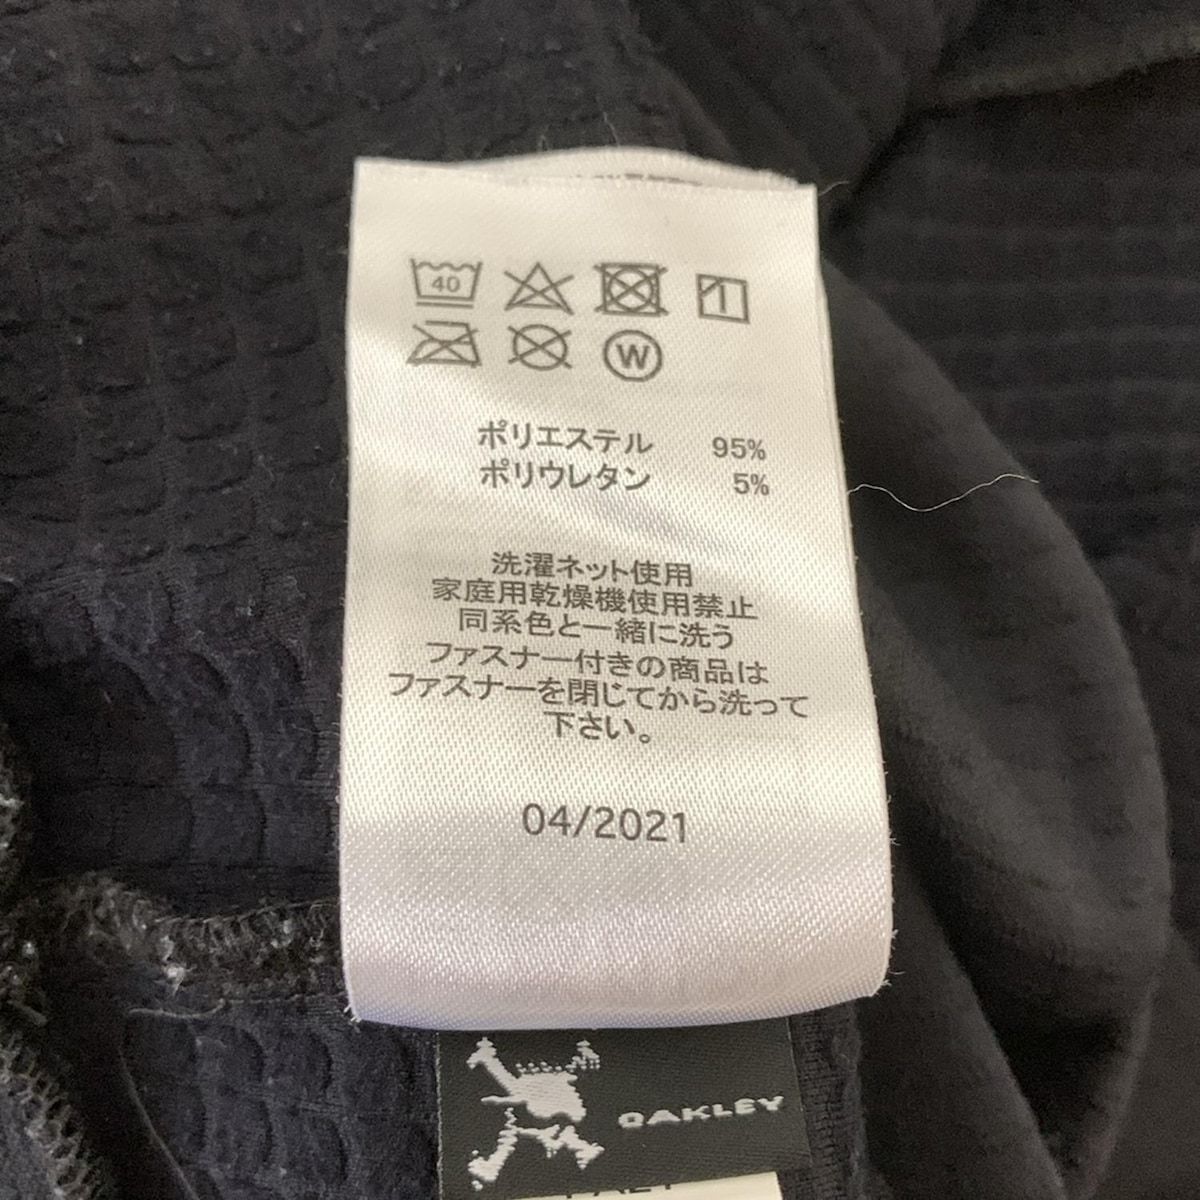 40
W
ポリエステル 95%
ポリウレタン 5%
洗濯ネット使用
家庭用乾燥機使用禁止
同系色と一緒に洗う
ファスナー付きの商品は
ファスナーを閉じてから洗って
下さい。
04/2021
OAKLEY